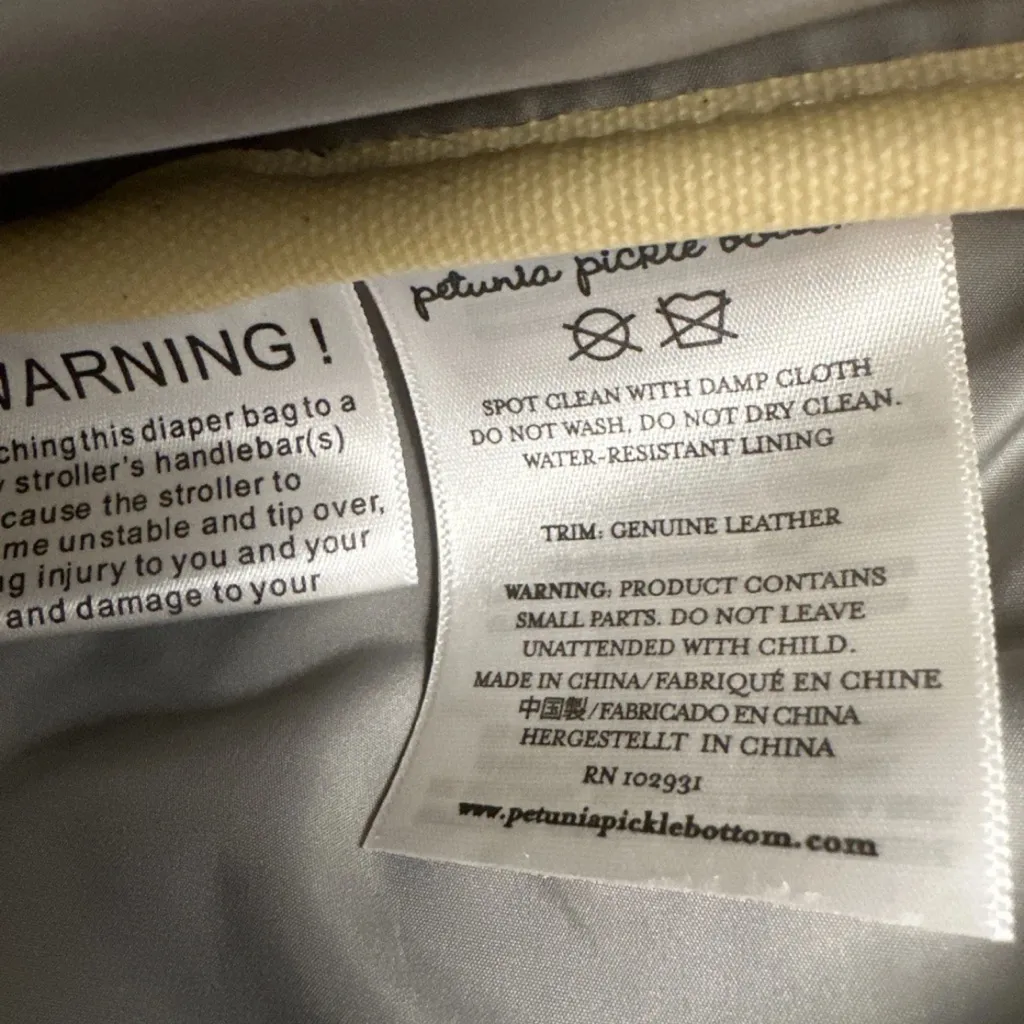 WARNING!
this diaper bag to a
stroller's handlebar(s)
cause the stroller to
unstable and tip over,
injury to you and your
and damage to your
petunia pickle
SPOT CLEAN WITH DAMP CLOTH
DO NOT WASH, DO NOT DRY CLEAN.
WATER-RESISTANT LINING
TRIM: GENUINE LEATHER
WARNING: PRODUCT CONTAINS
SMALL PARTS. DO NOT LEAVE
UNATTENDED WITH CHILD.
MADE IN CHINA/FABRIQUÉ EN CHINE
中国製/FABRICADO EN CHINA
HERGESTELLT IN CHINA
RN 102931
www.petuniapicklebottom.com